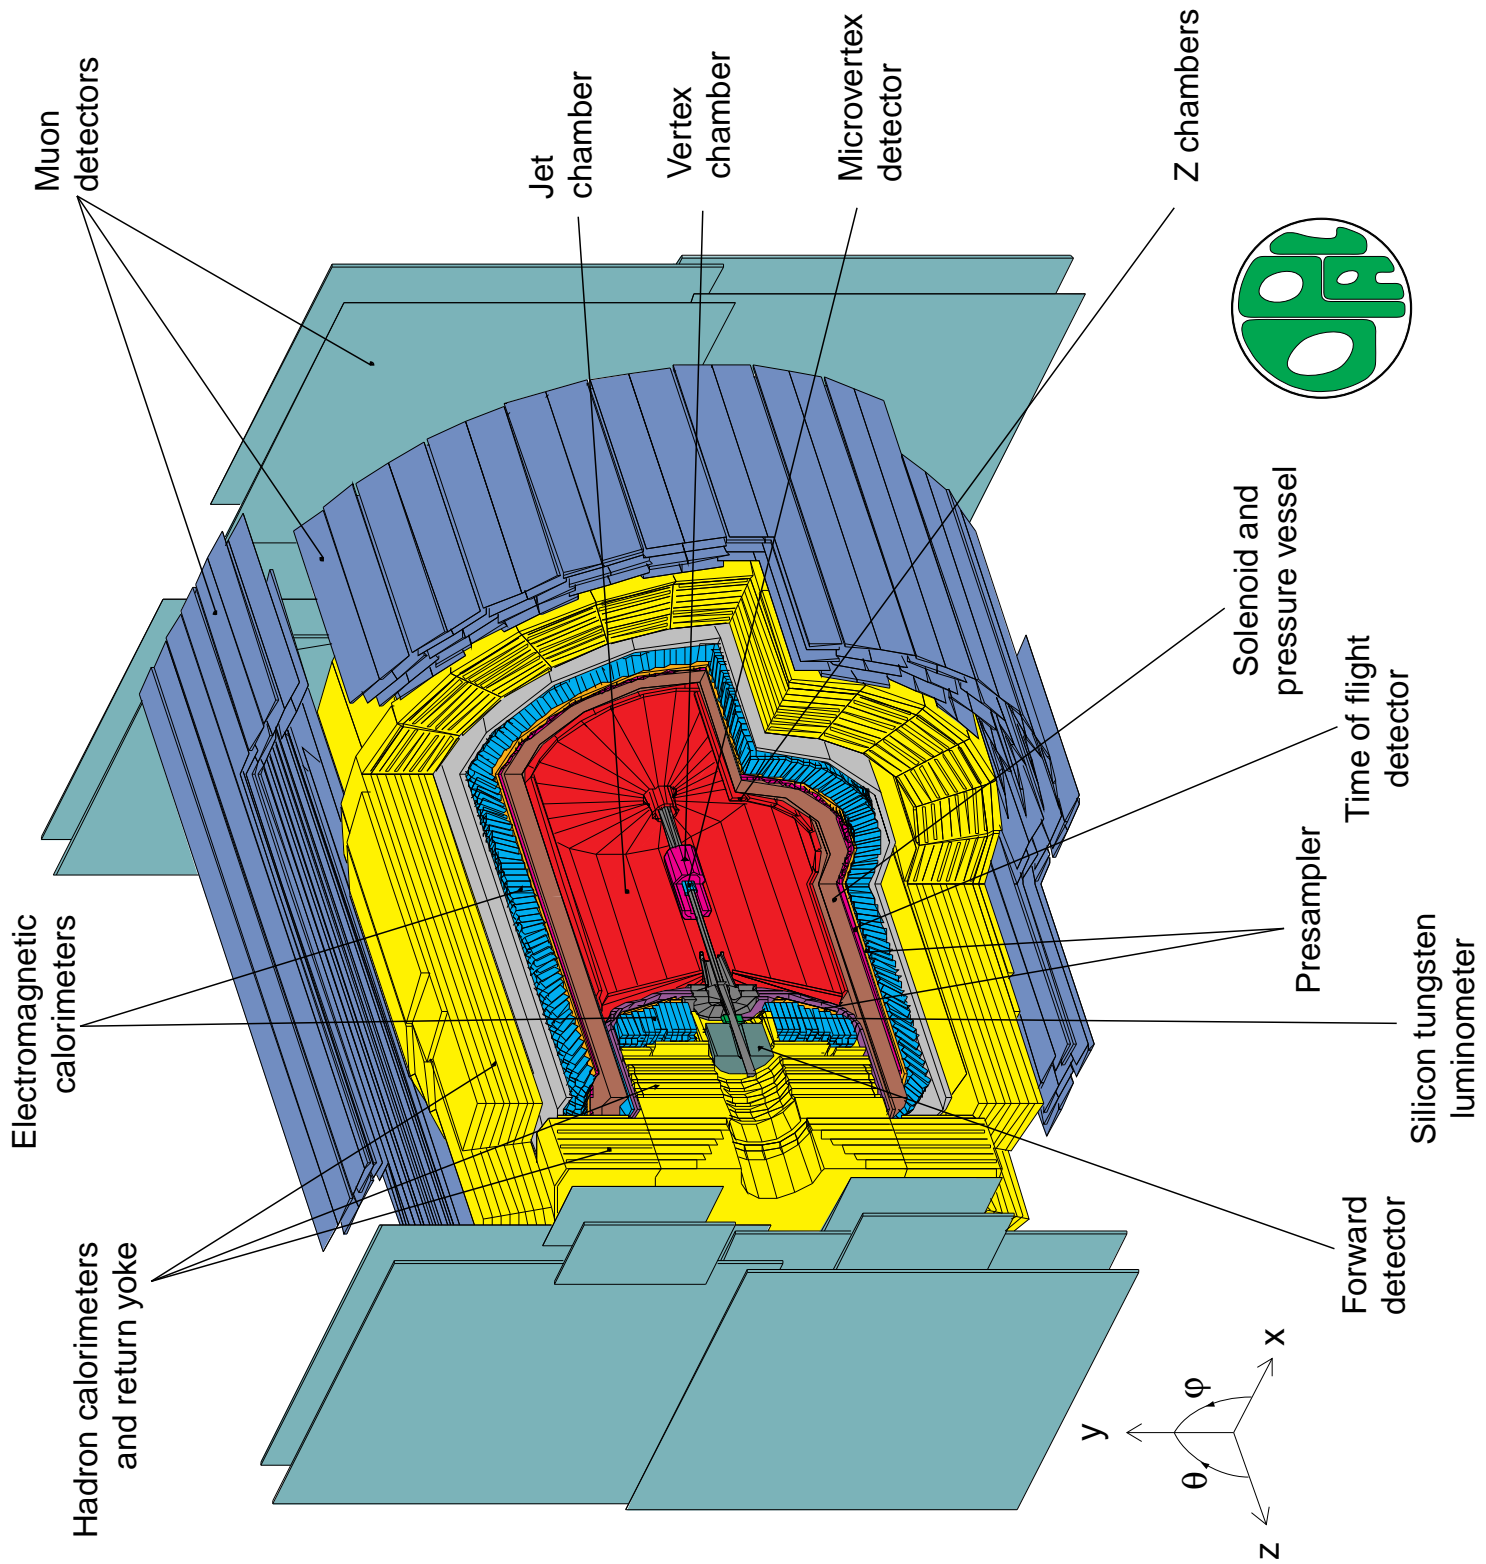 Hadron calorimeters
and return yoke
Electromagnetic
calorimeters
Muon
detectors
Jet
chamber
Vertex
chamber
Microvertex
detector
Z chambers
Solenoid and
pressure vessel
Time of flight
detector
Presampler
Silicon tungsten
luminometer
Forward
detector
y
θ
φ
z
x
OPAL